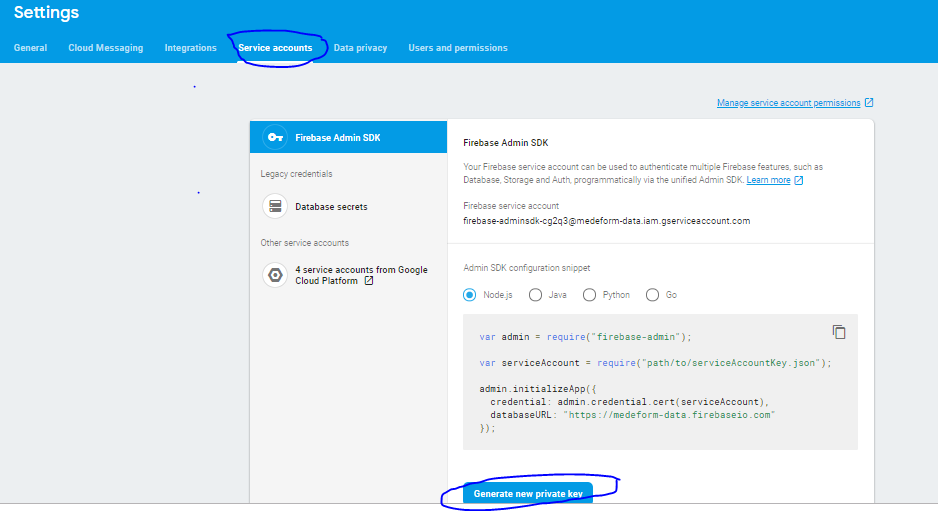 Settings
General Cloud Messaging Integrations Service accounts Data privacy Users and permissions
Manage service account permissions
Firebase Admin SDK
Legacy credentials
Database secrets
Other service accounts
4 service accounts from Google
Cloud Platform
Firebase Admin SDK
Your Firebase service account can be used to authenticate multiple Firebase features, such as
Database, Storage and Auth, programmatically via the unified Admin SDK. Learn more
Firebase service account
firebase-adminsdk-cg2q3@medeform-data.iam.gserviceaccount.com
Admin SDK configuration snippet
Node.js Java Python Go
var admin = require("firebase-admin");
var serviceAccount = require("path/to/serviceAccountKey.json");
admin.initializeApp({
  credential: admin.credential.cert(serviceAccount),
  databaseURL: "https://medeform-data.firebaseio.com"
});
Generate new private key